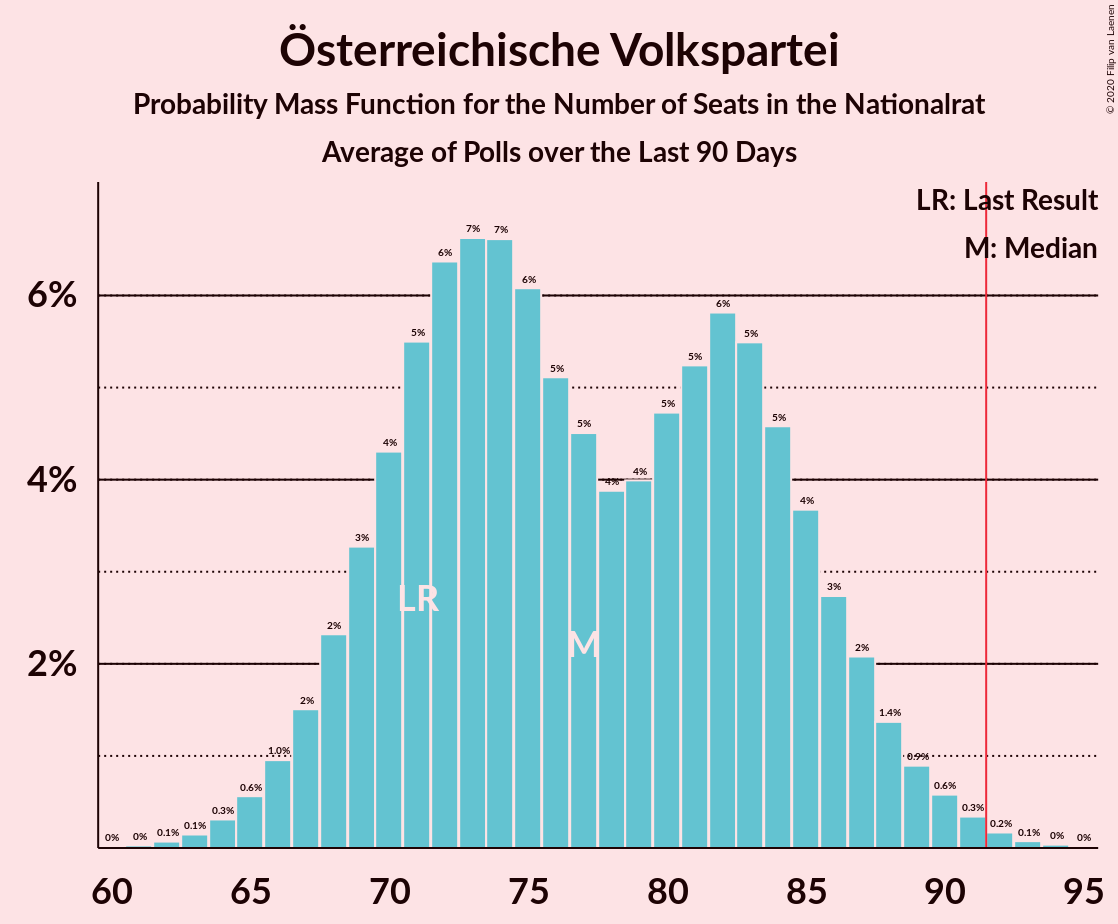 Österreichische Volkspartei
Probability Mass Function for the Number of Seats in the Nationalrat
Average of Polls over the Last 90 Days
© 2020 Filip van Laenen
LR: Last Result
M: Median
6%
4%
2%
0% 0% 0.1% 0.1% 0.3% 0.6% 1.0% 2% 2% 3% 4% 5% 6% 7% 7% 6% 5% 5% 4% 4% 5% 5% 6% 5% 5% 4% 3% 2% 1.4% 0.9% 0.6% 0.3% 0.2% 0.1% 0% 0%
LR
M
60 65 70 75 80 85 90 95